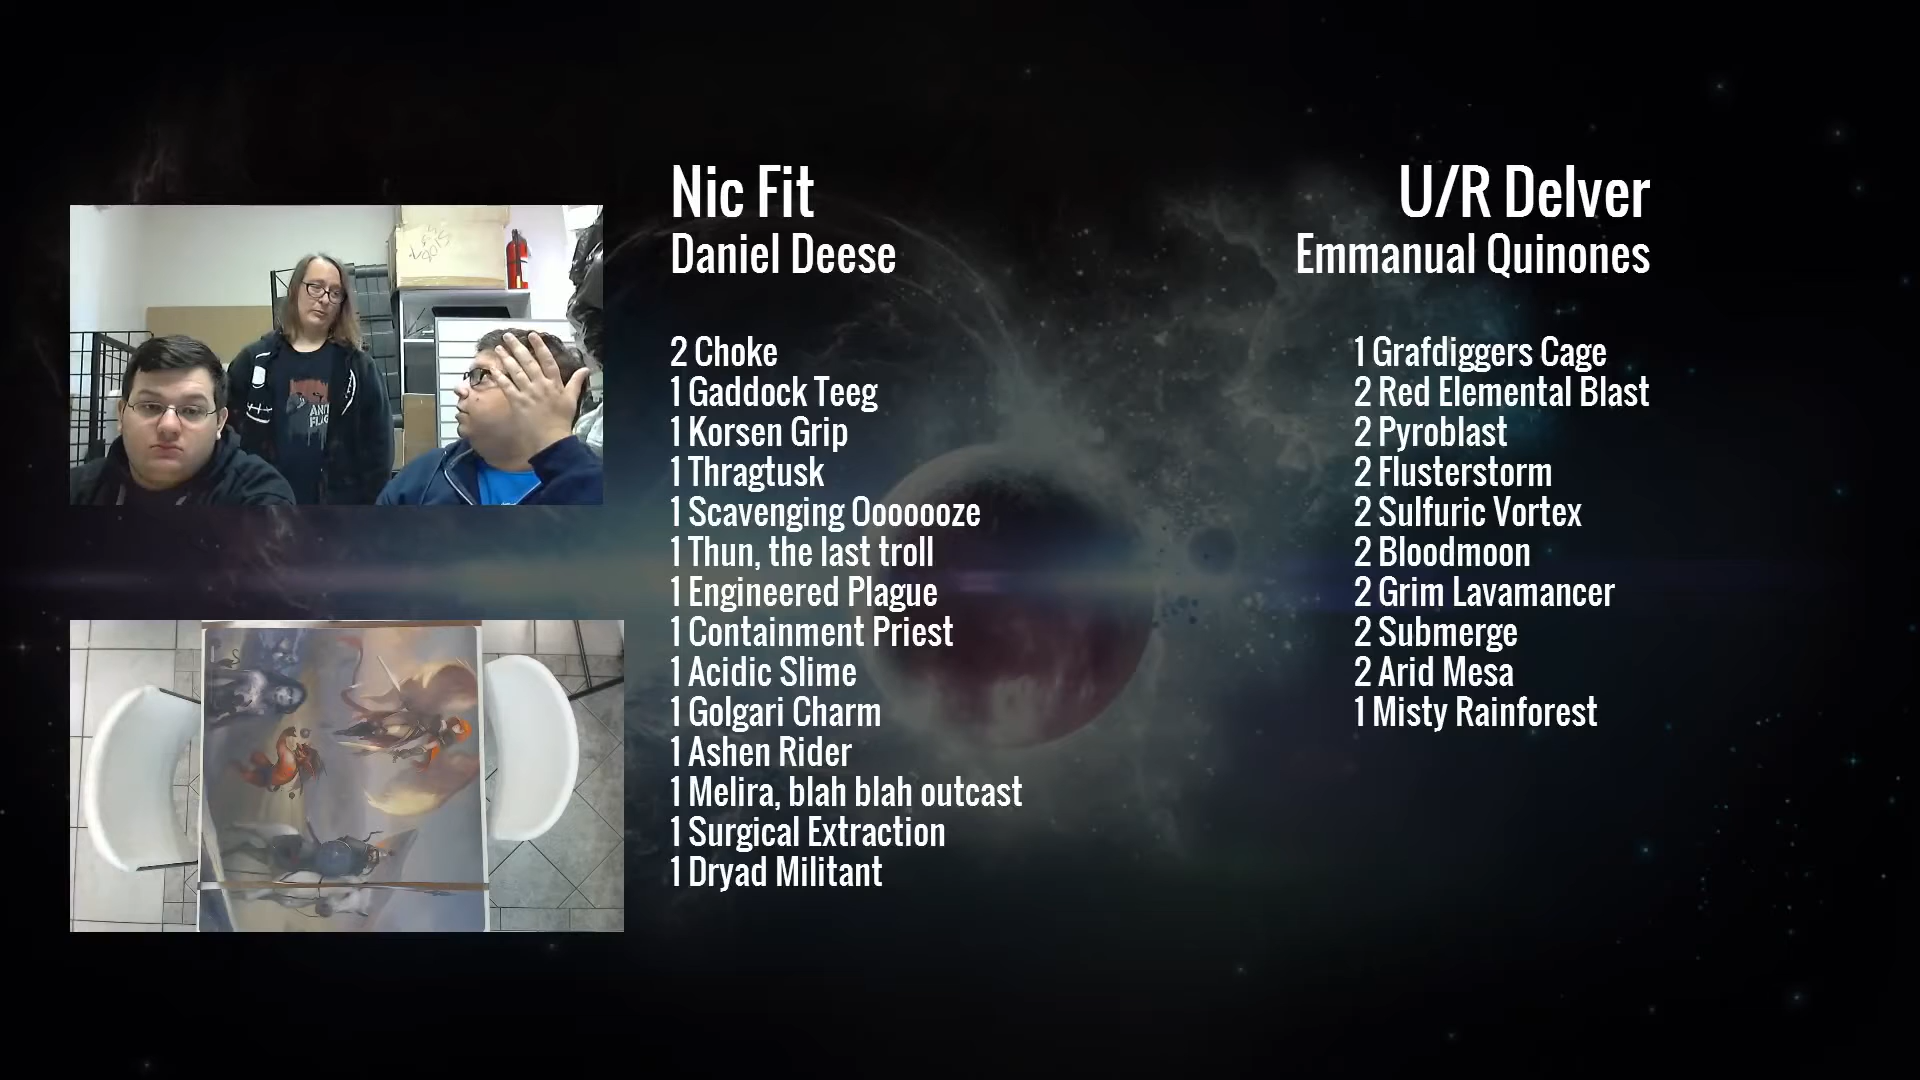 Nic Fit
Daniel Deese
2 Choke
1 Gaddock Teeg
1 Korsen Grip
1 Thragtusk
1 Scavenging Ooooooze
1 Thun, the last troll
1 Engineered Plague
1 Containment Priest
1 Acidic Slime
1 Golgari Charm
1 Ashen Rider
1 Melira, blah blah outcast
1 Surgical Extraction
1 Dryad Militant
U/R Delver
Emmanual Quinones
1 Grafdiggers Cage
2 Red Elemental Blast
2 Pyroblast
2 Flusterstorm
2 Sulfuric Vortex
2 Bloodmoon
2 Grim Lavamancer
2 Submerge
2 Arid Mesa
1 Misty Rainforest